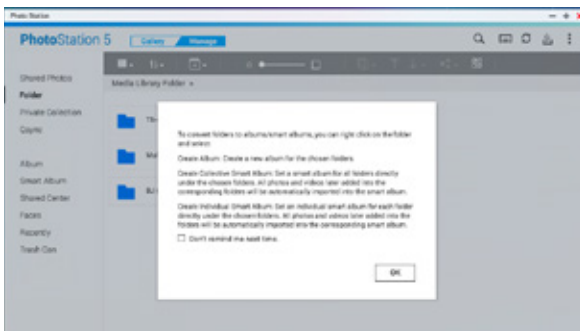 Photo Station
PhotoStation 5
Gallery
Manage
Shared Photos
Media Library Folder
Folder
Private Collection
Qsync
Album
Smart Album
Shared Center
Faces
Recently
Trash Can
To convert folders to albums/smart albums, you can right click on the folder
and select:
Create Album: Create a new album for the chosen folders.
Create Collective Smart Album: Set a smart album for all folders directly
under the chosen folders. All photos and videos later added into the
corresponding folders will be automatically imported into the smart album.
Create Individual Smart Album: Set an individual smart album for each folder
directly under the chosen folders. All photos and videos later added into the
folders will be automatically imported into the corresponding smart album.
Don't remind me next time.
OK